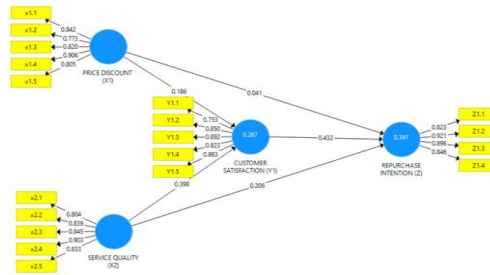 x1.1
x1.2
x1.3
x1.4
x1.5
0.842
0.773
0.820
0.906
0.805
PRICE DISCOUNT
(X1)
0.186
0.041
Y1.1
Y1.2
Y1.3
Y1.4
Y1.5
0.753
0.850
0.892
0.823
0.863
0.267
CUSTOMER
SATISFACTION (Y1)
0.432
0.341
REPURCHASE
INTENTION (Z)
0.823
0.921
0.896
0.846
Z1.1
Z1.2
Z1.3
Z1.4
0.398
0.206
x2.1
x2.2
x2.3
x2.4
x2.5
0.804
0.839
0.845
0.903
0.833
SERVICE QUALITY
(X2)